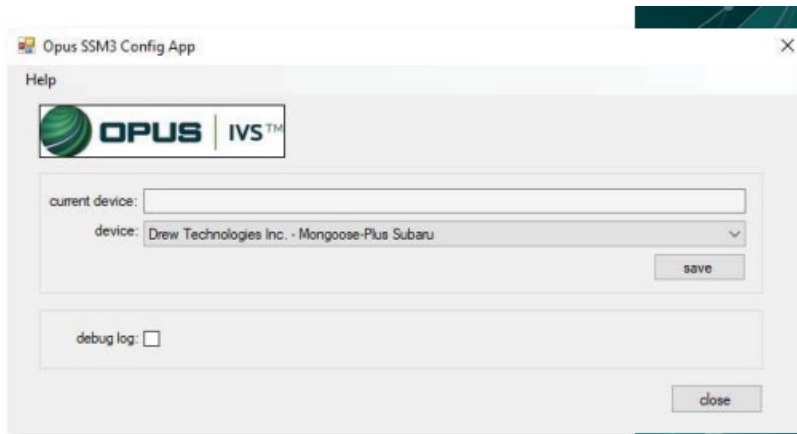 Opus SSM3 Config App
Help
OPUS | IVS™
current device:
device: Drew Technologies Inc. - Mongoose-Plus Subaru
save
debug log:
close